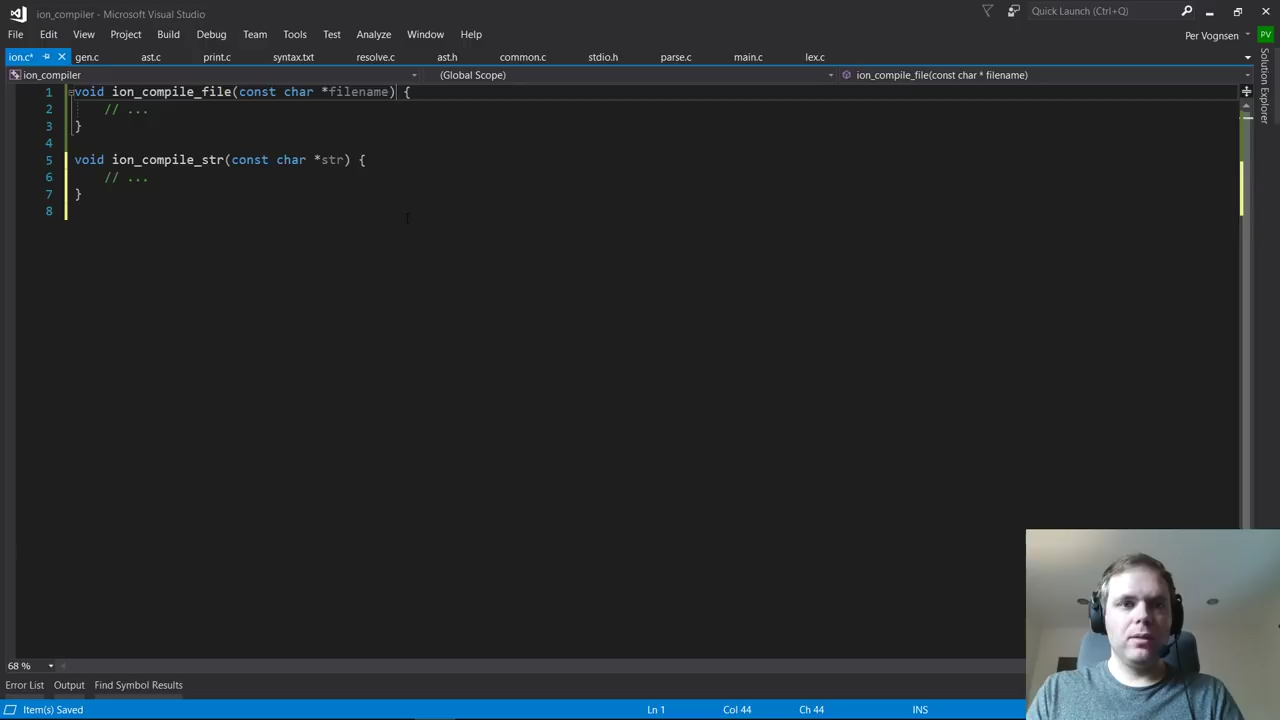 ion_compiler - Microsoft Visual Studio
Quick Launch (Ctrl+Q)
File Edit View Project Build Debug Team Tools Test Analyze Window Help
Per Vognsen PV
ion.c* gen.c ast.c print.c syntax.txt resolve.c ast.h common.c stdio.h parse.c main.c lex.c
ion_compiler (Global Scope) ion_compile_file(const char * filename)
Solution Explorer
1 void ion_compile_file(const char *filename) {
2 // ...
3 }
4
5 void ion_compile_str(const char *str) {
6 // ...
7 }
8
68 %
Error List Output Find Symbol Results
Item(s) Saved Ln 1 Col 44 Ch 44 INS